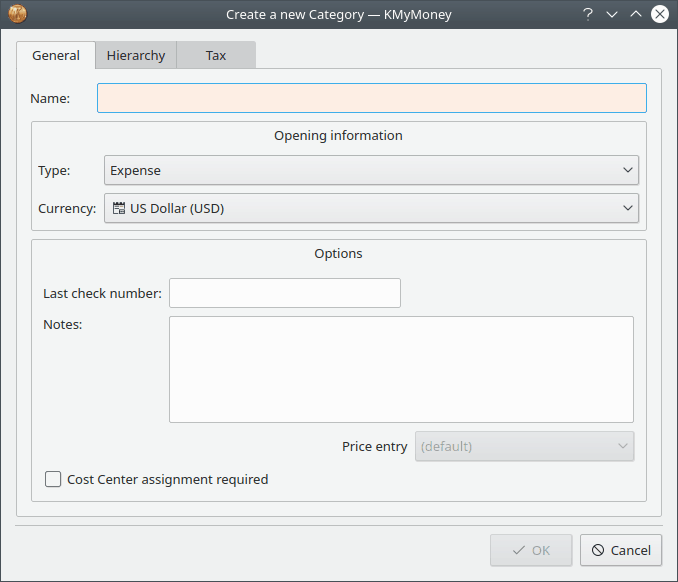 Create a new Category — KMyMoney
General Hierarchy Tax
Name:
Opening information
Type: Expense
Currency: US Dollar (USD)
Options
Last check number:
Notes:
Price entry (default)
Cost Center assignment required
OK Cancel